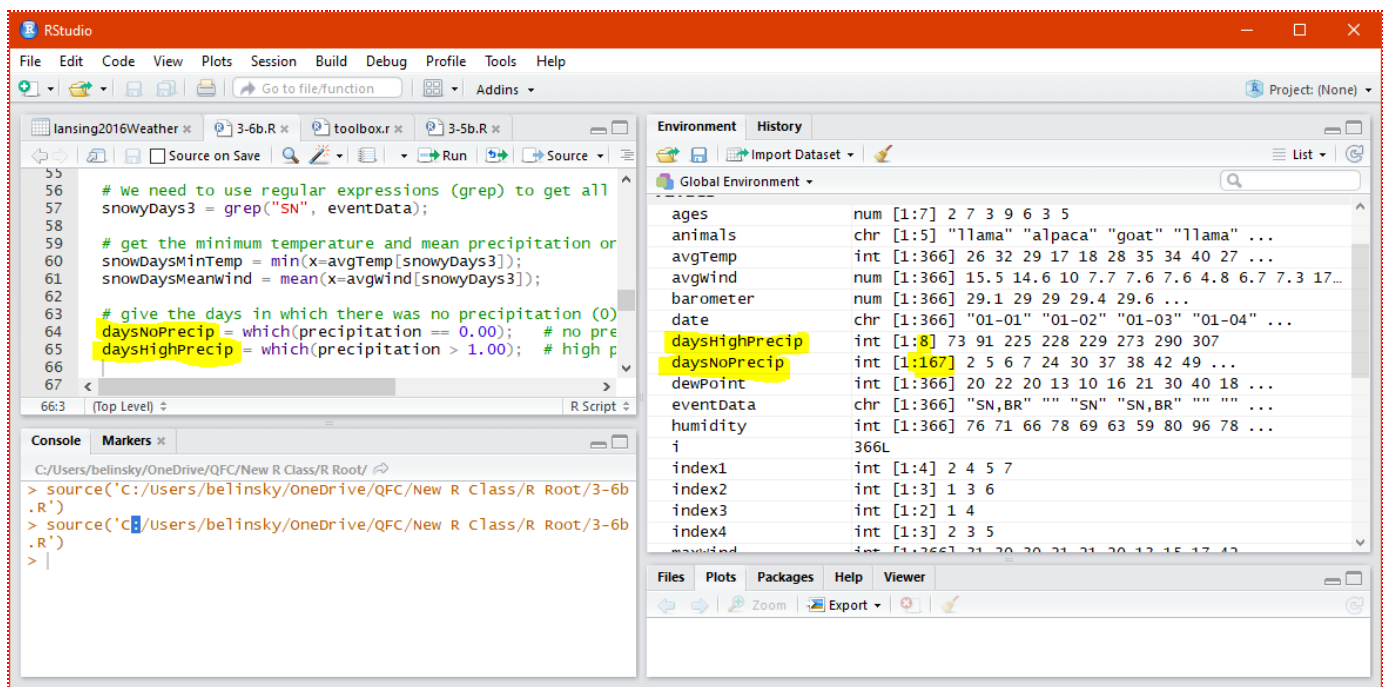 RStudio
File Edit Code View Plots Session Build Debug Profile Tools Help
Go to file/function Addins Project: (None)
lansing2016Weather 3-6b.R toolbox.r 3-5b.R
Source on Save Run Source
55
56 # we need to use regular expressions (grep) to get all
57 snowyDays3 = grep("SN", eventData);
58
59 # get the minimum temperature and mean precipitation on
60 snowDaysMinTemp = min(x=avgTemp[snowyDays3]);
61 snowDaysMeanWind = mean(x=avgWind[snowyDays3]);
62
63 # give the days in which there was no precipitation (0)
64 daysNoPrecip = which(precipitation == 0.00); # no pre
65 daysHighPrecip = which(precipitation > 1.00); # high p
66
67
66:3 (Top Level) R Script
Console Markers
C:/Users/belinsky/OneDrive/QFC/New R Class/R Root/
> source('C:/Users/belinsky/OneDrive/QFC/New R Class/R Root/3-6b
.R')
> source('C:/Users/belinsky/OneDrive/QFC/New R Class/R Root/3-6b
.R')
>
Environment History
Import Dataset List
Global Environment
ages num [1:7] 2 7 3 9 6 3 5
animals chr [1:5] "llama" "alpaca" "goat" "llama" ...
avgTemp int [1:366] 26 32 29 17 18 28 35 34 40 27 ...
avgWind num [1:366] 15.5 14.6 10 7.7 7.6 7.6 4.8 6.7 7.3 17...
barometer num [1:366] 29.1 29 29 29.4 29.6 ...
date chr [1:366] "01-01" "01-02" "01-03" "01-04" ...
daysHighPrecip int [1:8] 73 91 225 228 229 273 290 307
daysNoPrecip int [1:167] 2 5 6 7 24 30 37 38 42 49 ...
dewPoint int [1:366] 20 22 20 13 10 16 21 30 40 18 ...
eventData chr [1:366] "SN,BR" "" "SN" "SN,BR" "" "" ...
humidity int [1:366] 76 71 66 78 69 63 59 80 96 78 ...
i 366L
index1 int [1:4] 2 4 5 7
index2 int [1:3] 1 3 6
index3 int [1:2] 1 4
index4 int [1:3] 2 3 5
maxWind int [1:366] 31 30 30 21 21 20 13 15 17 42
Files Plots Packages Help Viewer
Zoom Export